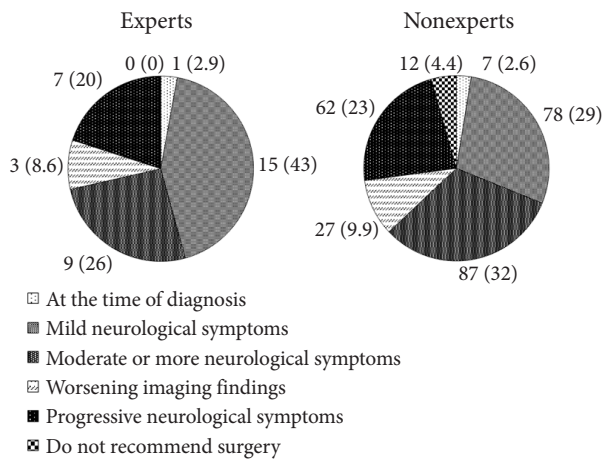 Experts
0 (0)
1 (2.9)
7 (20)
3 (8.6)
15 (43)
9 (26)
Nonexperts
12 (4.4)
7 (2.6)
62 (23)
78 (29)
27 (9.9)
87 (32)
At the time of diagnosis
Mild neurological symptoms
Moderate or more neurological symptoms
Worsening imaging findings
Progressive neurological symptoms
Do not recommend surgery